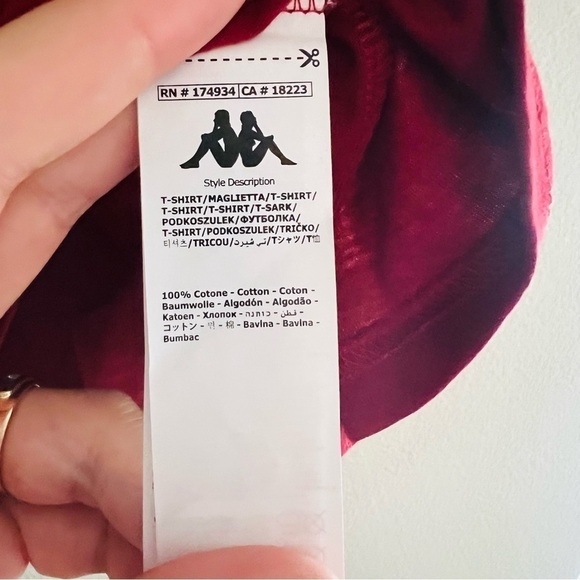 RN # 174934 CA # 18223
Style Description
T-SHIRT/MAGLIETTA/T-SHIRT/
T-SHIRT/T-SHIRT/T-SARK/
PODKOSZULEK/ФУТБОЛКА/
T-SHIRT/PODKOSZULEK/TRIČKO/
티셔츠/TRICOU/تي شيرت/Tシャツ/T恤
100% Cotone - Cotton - Coton -
Baumwolle - Algodón - Algodão -
Katoen - Хлопок - כותנה - قطن -
コットン - 면 - 棉 - Bavina - Bavina -
Bumbac